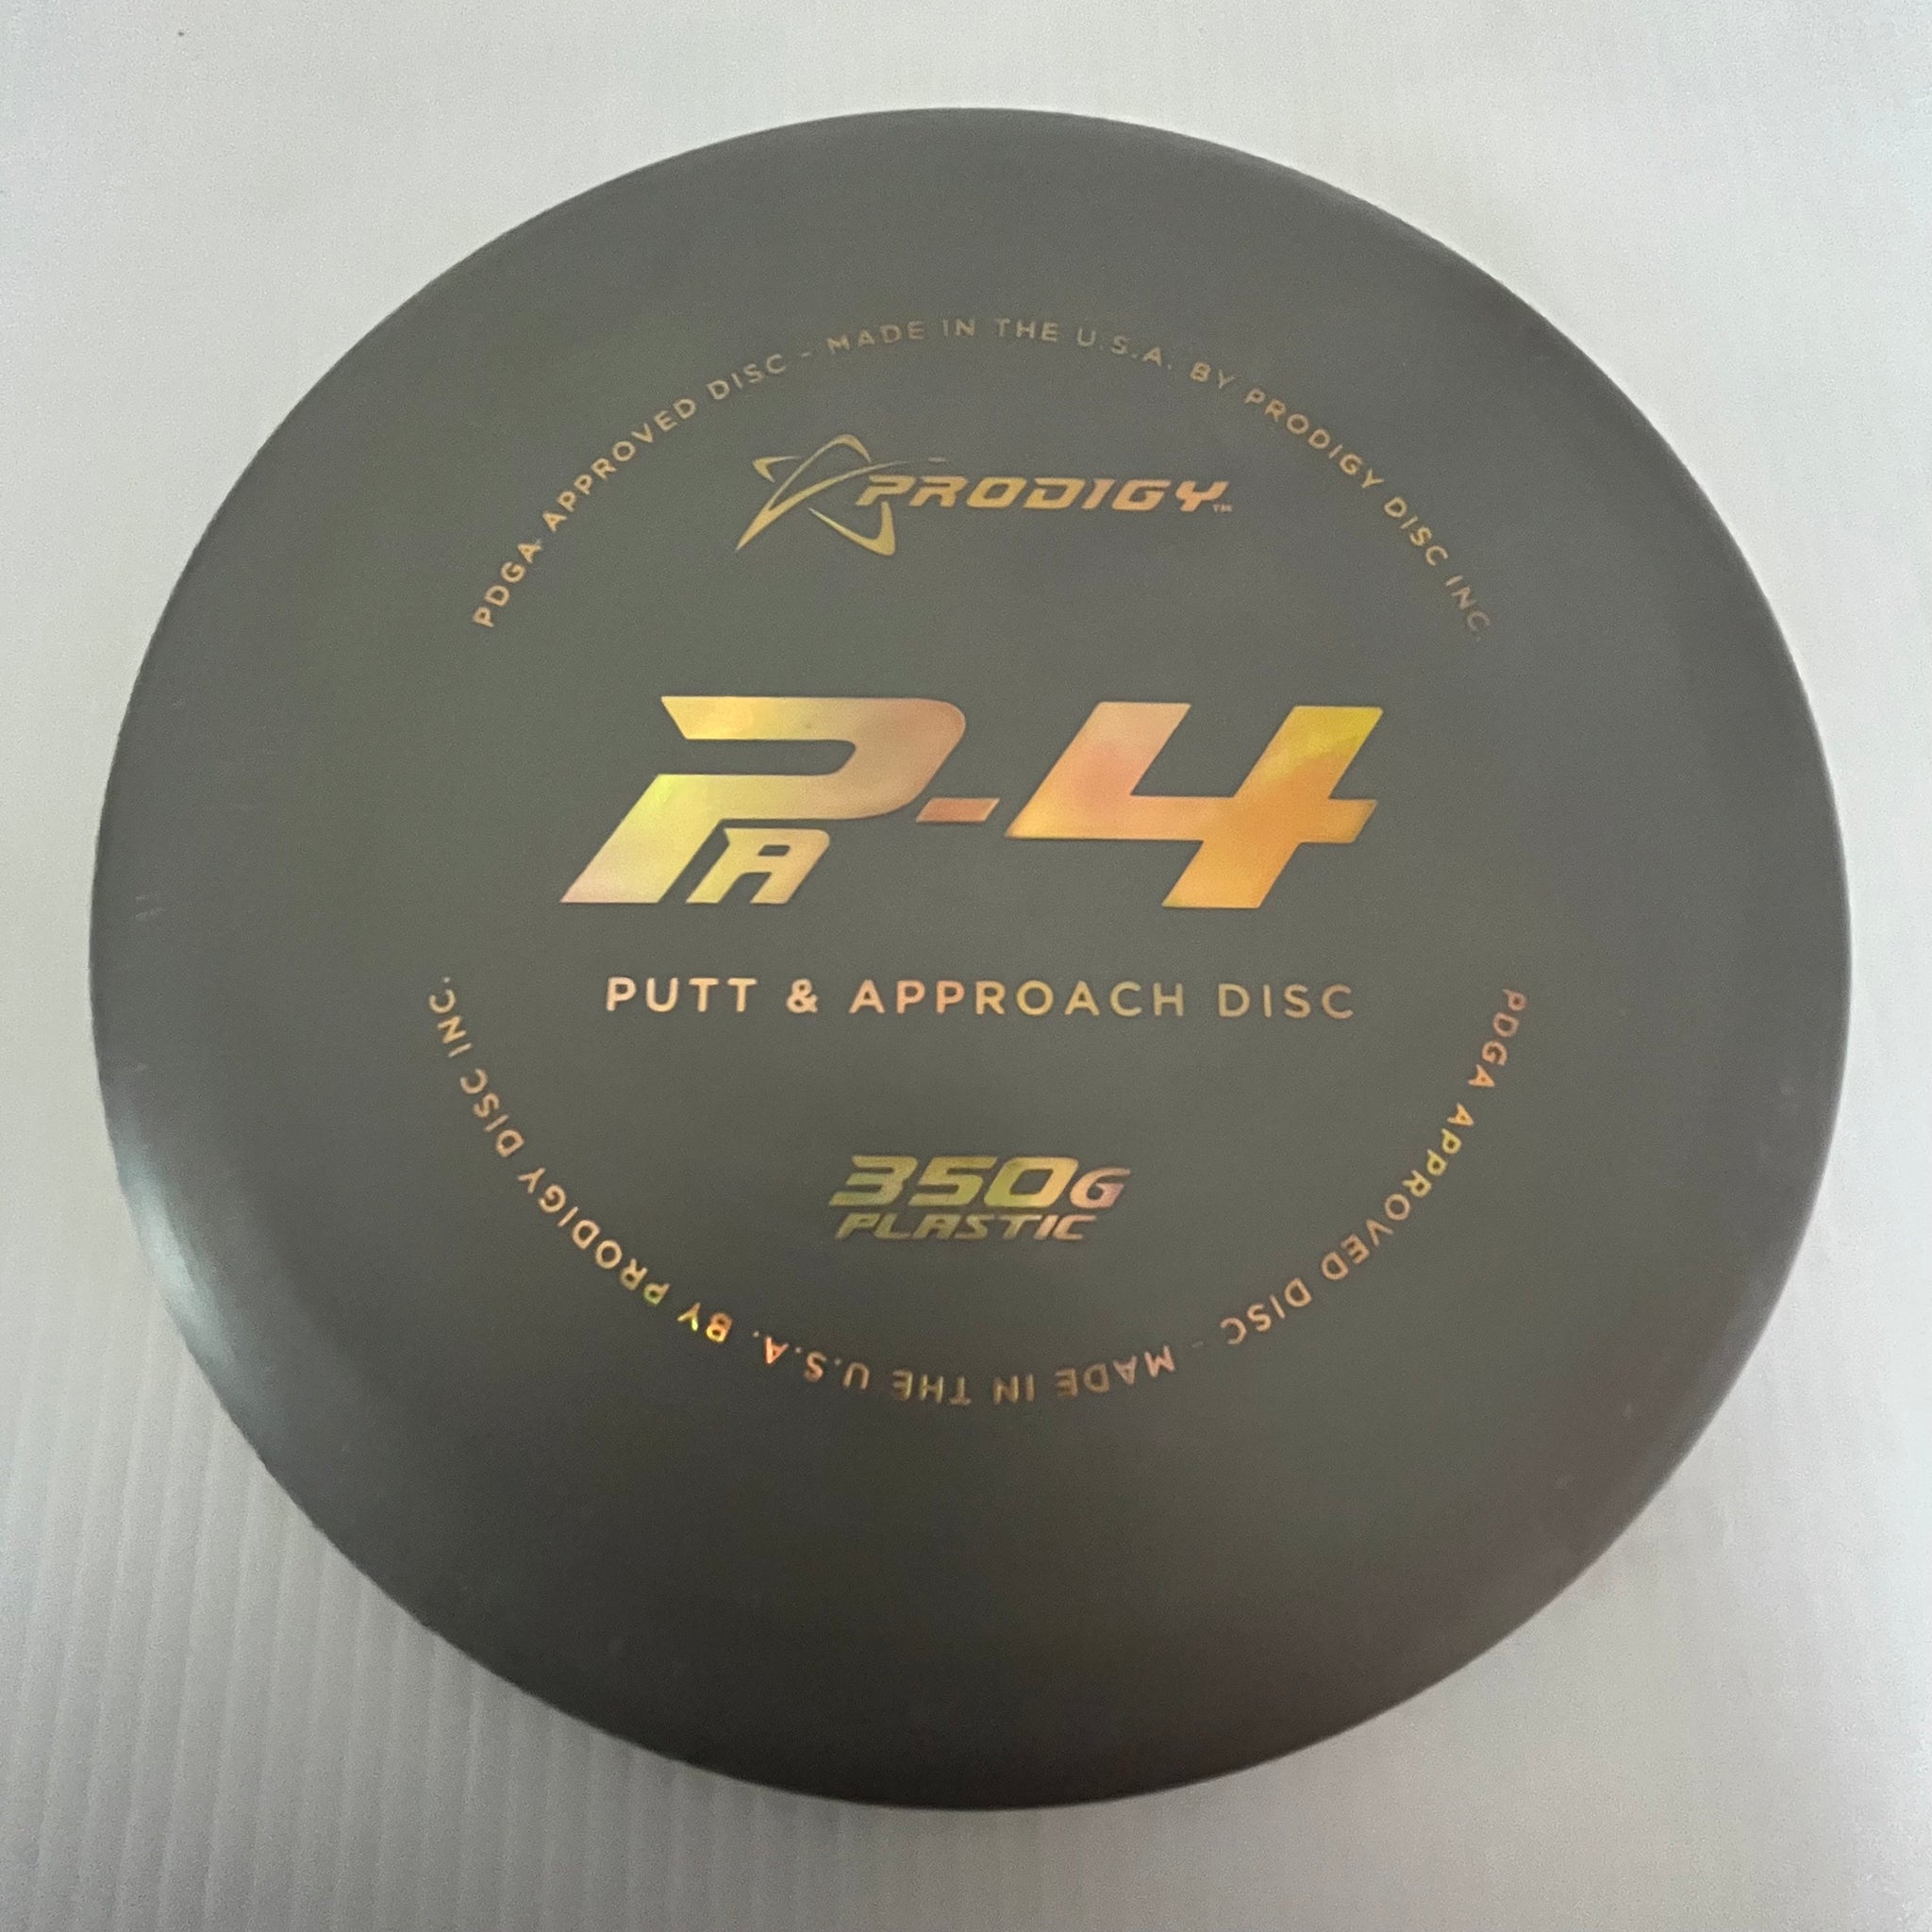 PDGA APPROVED DISC - MADE IN THE U.S.A. BY PRODIGY DISC INC.
PRODIGY™
PA-4
PUTT & APPROACH DISC
350G
PLASTIC
PDGA APPROVED DISC - MADE IN THE U.S.A. BY PRODIGY DISC INC.